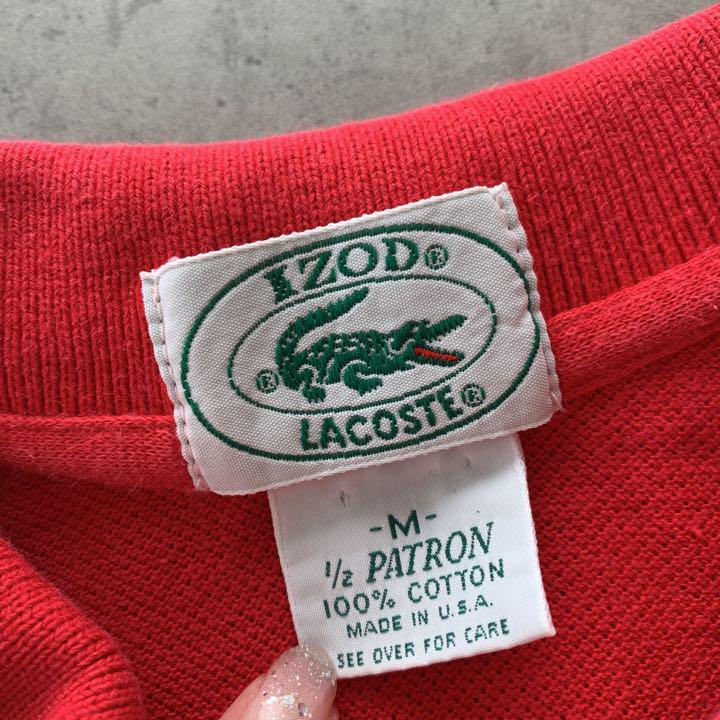 IZOD®
®
LACOSTE®
-M-
½ PATRON
100% COTTON
MADE IN U.S.A.
SEE OVER FOR CARE